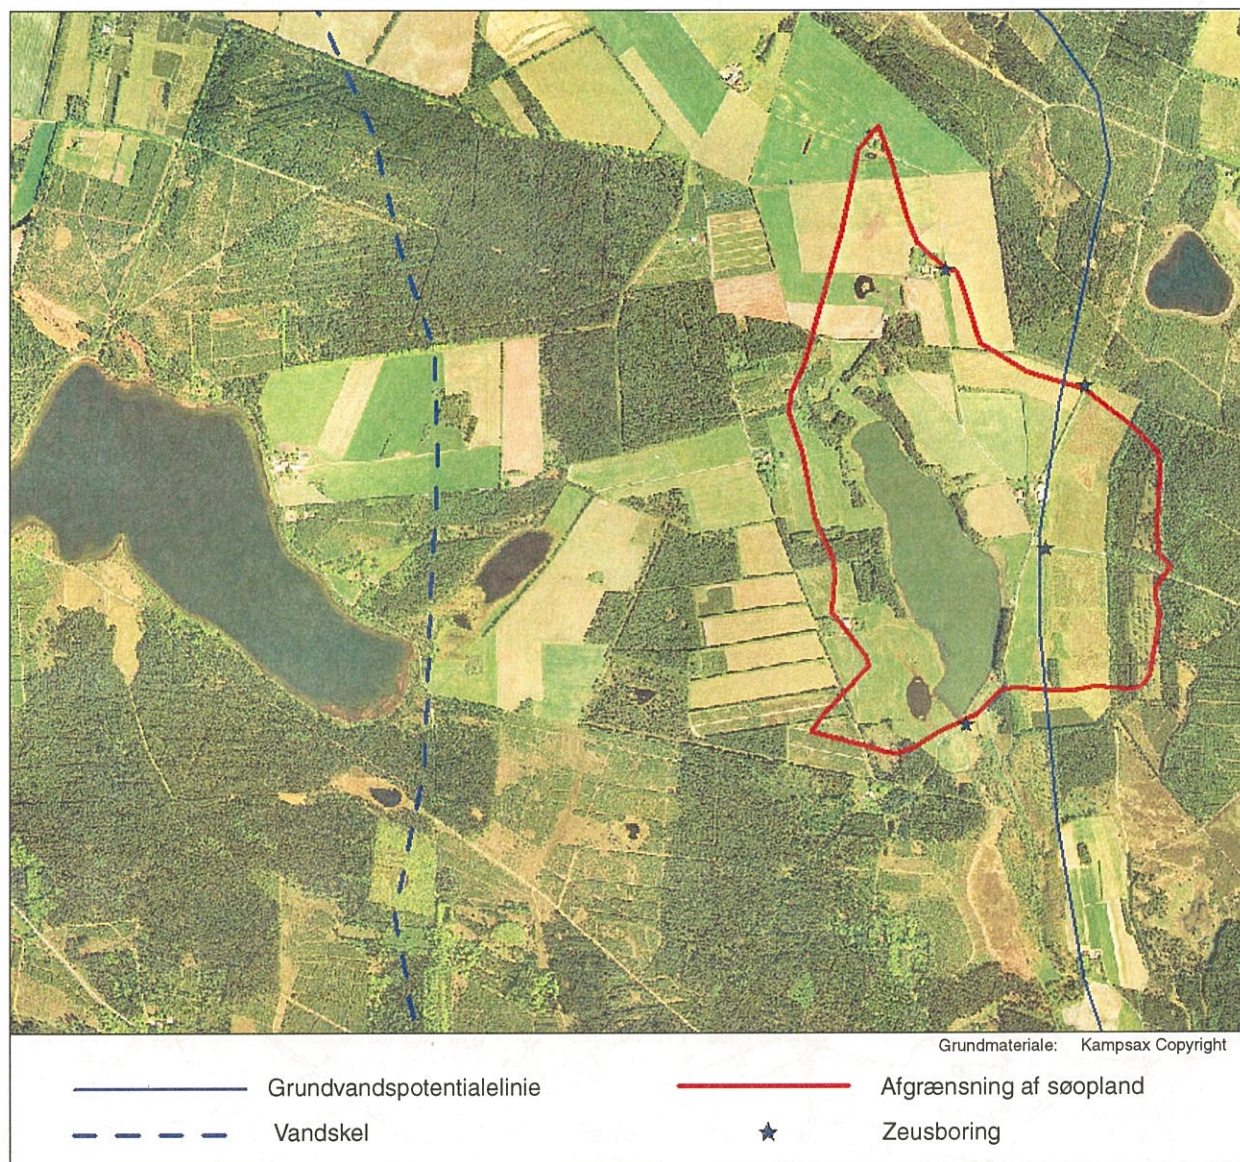 Grundmateriale: Kampsax Copyright
Grundvandspotentialelinie
Afgrænsning af søopland
Vandskel
Zeusboring